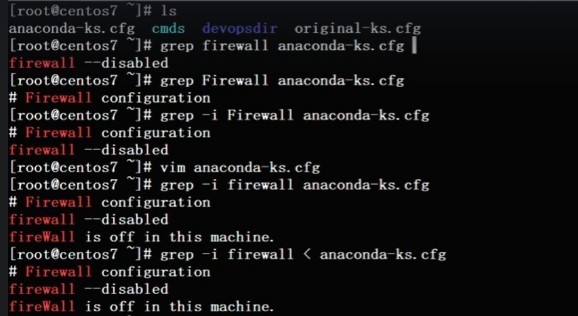 [root@centos7 ~]# ls
anaconda-ks.cfg  cmds  devopsdir  original-ks.cfg
[root@centos7 ~]# grep firewall anaconda-ks.cfg
firewall --disabled
[root@centos7 ~]# grep Firewall anaconda-ks.cfg
# Firewall configuration
[root@centos7 ~]# grep -i Firewall anaconda-ks.cfg
# Firewall configuration
firewall --disabled
[root@centos7 ~]# vim anaconda-ks.cfg
[root@centos7 ~]# grep -i firewall anaconda-ks.cfg
# Firewall configuration
firewall --disabled
fireWall is off in this machine.
[root@centos7 ~]# grep -i firewall < anaconda-ks.cfg
# Firewall configuration
firewall --disabled
fireWall is off in this machine.